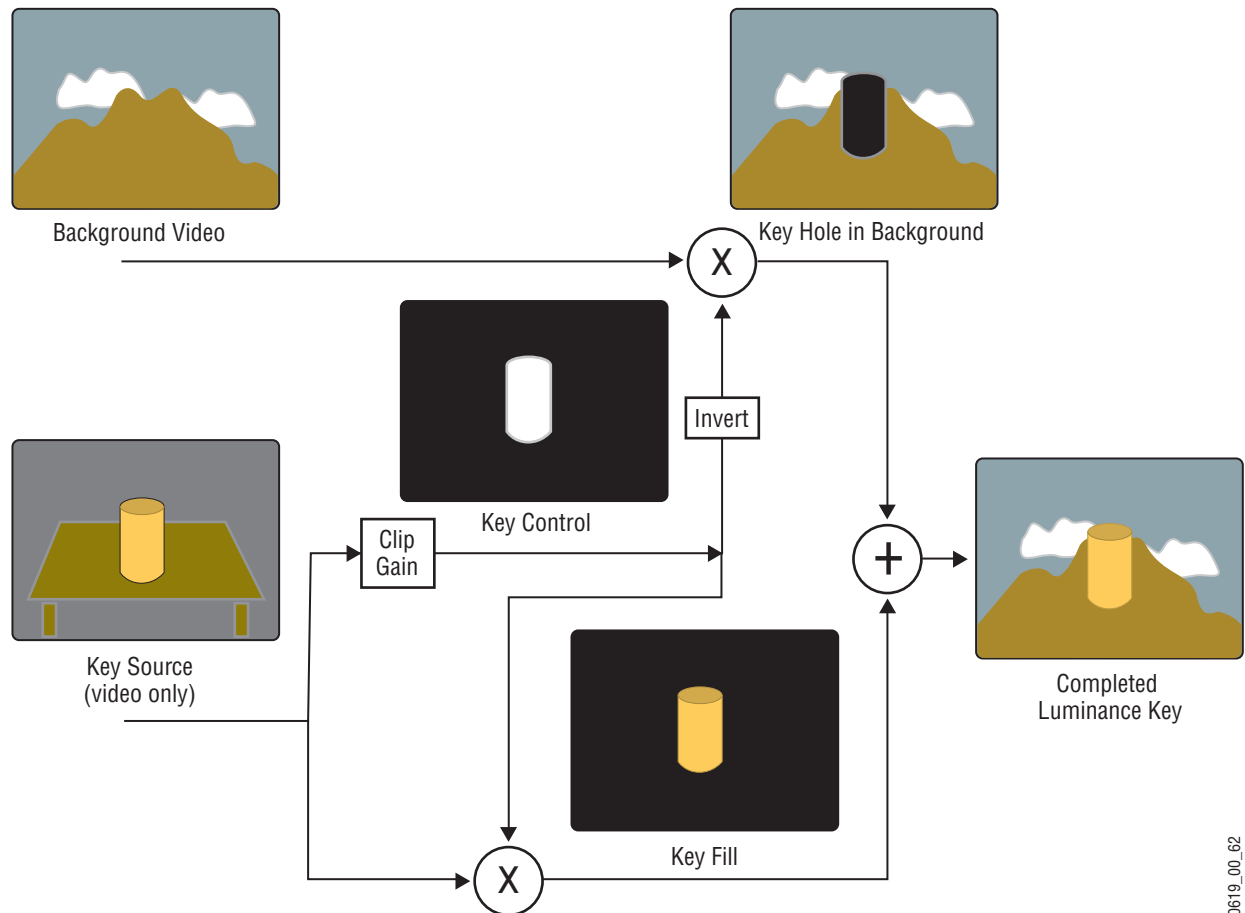 Background Video
Key Hole in Background
X
Invert
Key Control
Clip
Gain
+
Key Source
(video only)
Completed
Luminance Key
Key Fill
X
0619_00_62